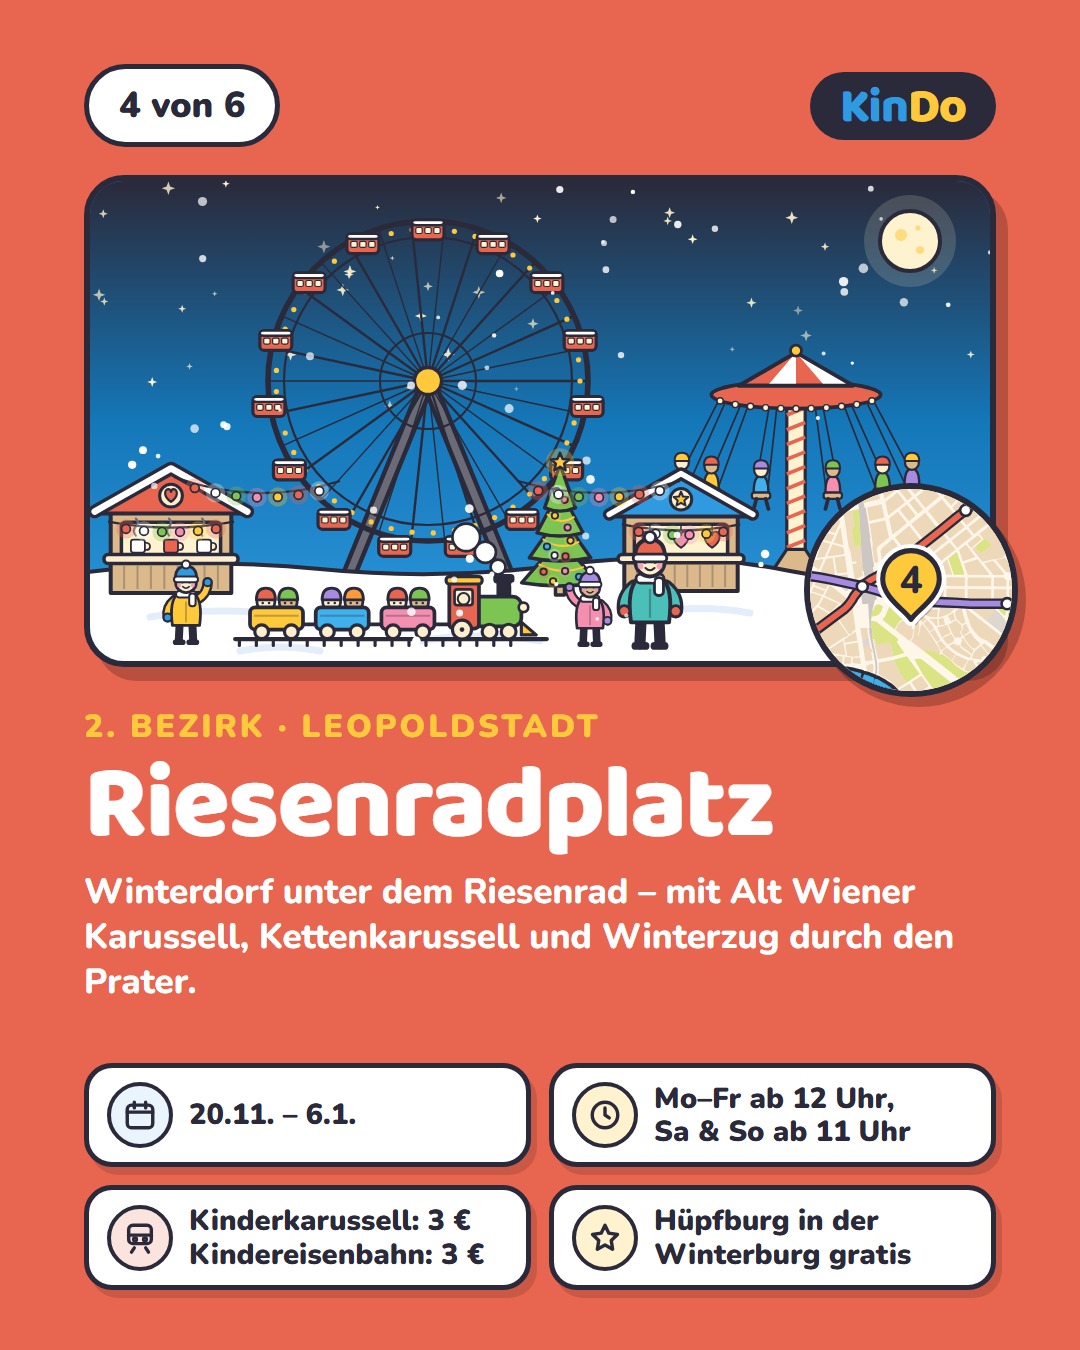 4 von 6
KinDo
4
2. BEZIRK · LEOPOLDSTADT
Riesenradplatz
Winterdorf unter dem Riesenrad – mit Alt Wiener
Karussell, Kettenkarussell und Winterzug durch den
Prater.
20.11. – 6.1.
Mo–Fr ab 12 Uhr,
Sa & So ab 11 Uhr
Kinderkarussell: 3 €
Kindereisenbahn: 3 €
Hüpfburg in der
Winterburg gratis